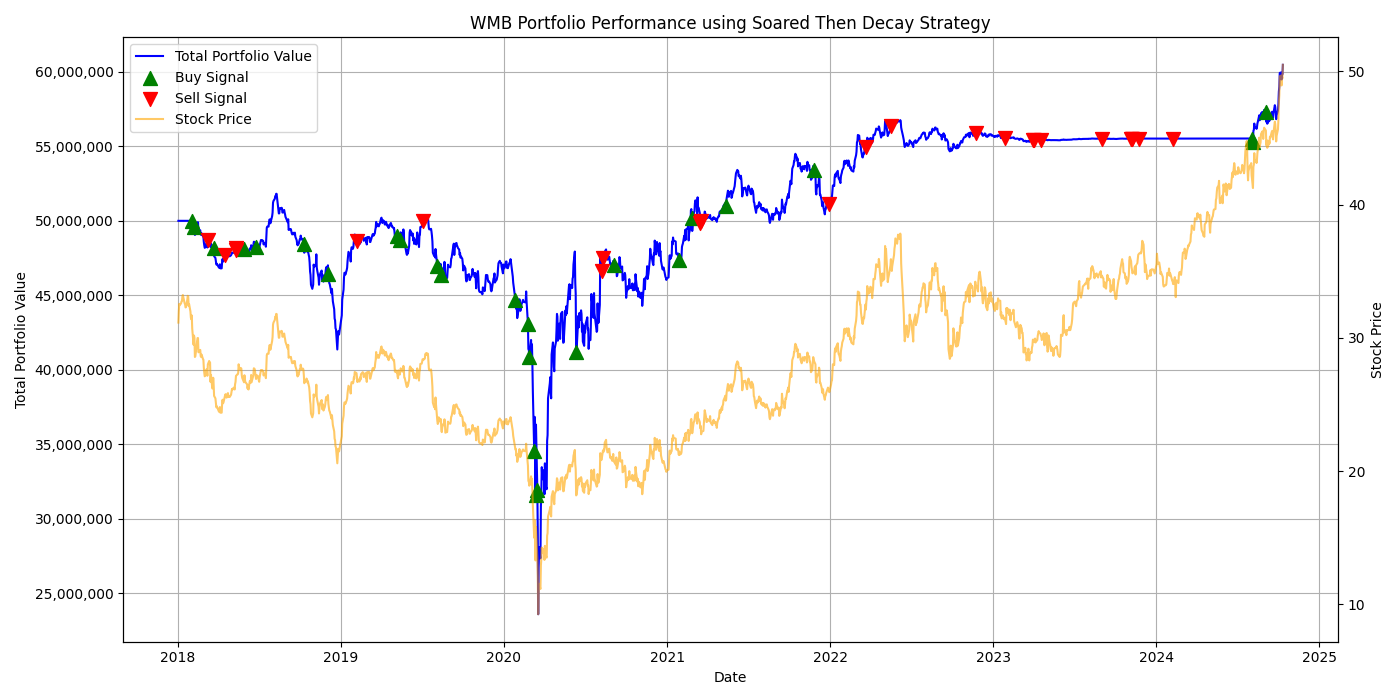 WMB Portfolio Performance using Soared Then Decay Strategy
Total Portfolio Value
Buy Signal
Sell Signal
Stock Price
60,000,000
55,000,000
50,000,000
45,000,000
40,000,000
35,000,000
30,000,000
25,000,000
Total Portfolio Value
50
40
30
20
10
Stock Price
2018
2019
2020
2021
2022
2023
2024
2025
Date